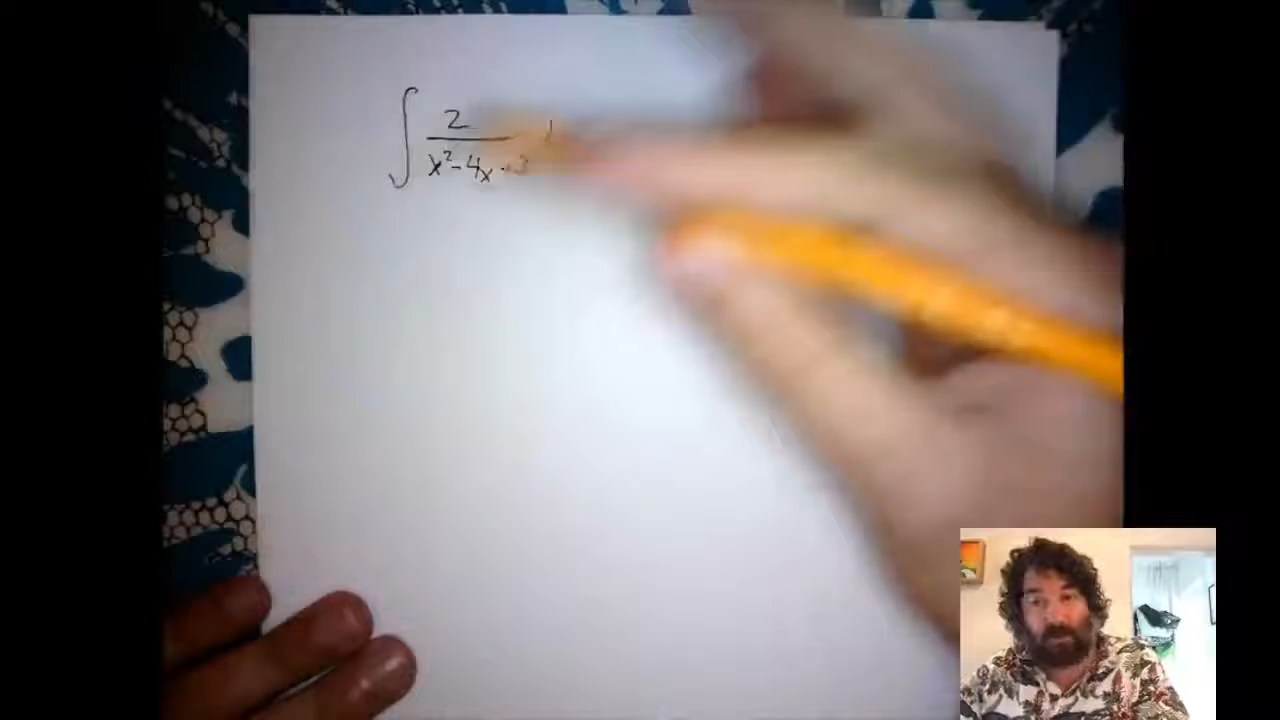 ∫ 2 / x² - 4x